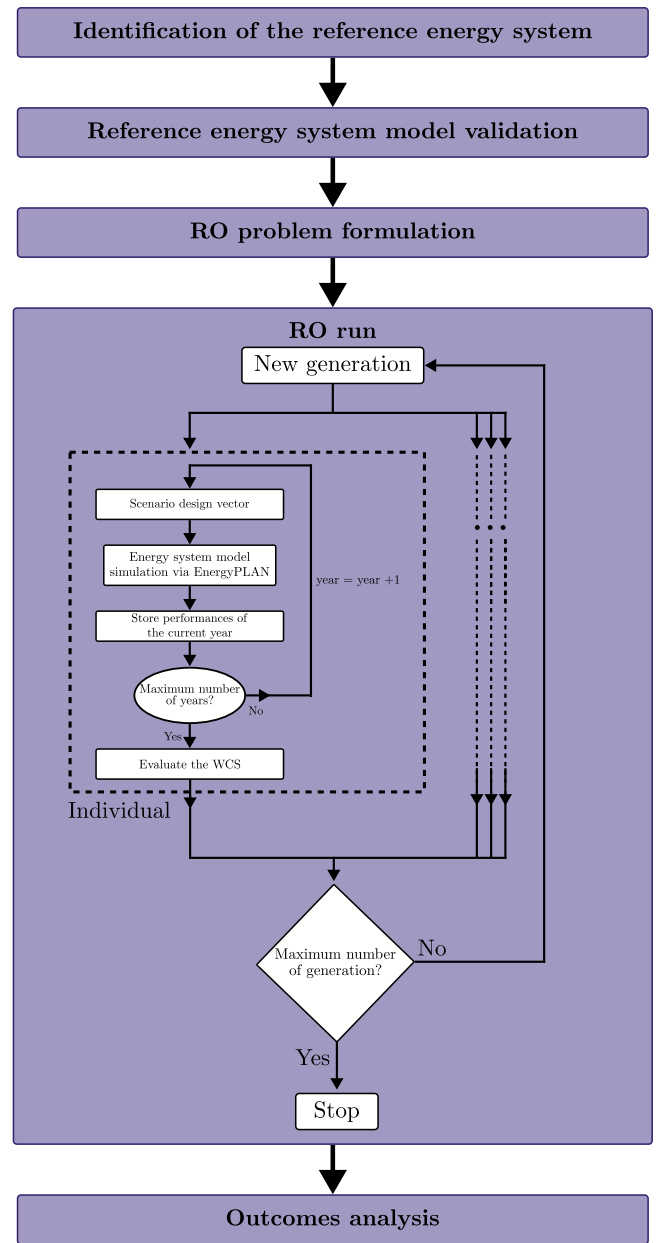 Identification of the reference energy system
Reference energy system model validation
RO problem formulation
RO run
New generation
Scenario design vector
Energy system model
simulation via EnergyPLAN
year = year +1
Store performances of
the current year
Maximum number
of years?
No
Yes
Evaluate the WCS
Individual
Maximum number
of generation?
No
Yes
Stop
Outcomes analysis